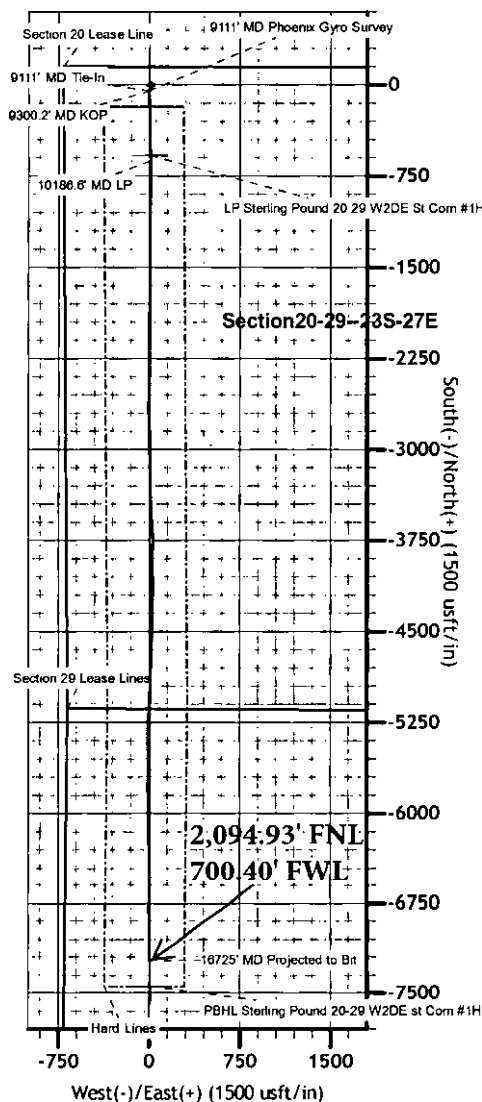 9111' MD Phoenix Gyro Survey
Section 20 Lease Line
9111' MD Tie-In
0
9300.2' MD KOP
-750
10186.6' MD LP
LP Sterling Pound 20-29 W2DE St Com #1H
-1500
Section20-29--23S-27E
-2250
-3000
-3750
South(-)/North(+) (1500 usft/in)
-4500
Section 29 Lease Lines
-5250
-6000
2,094.93' FNL
700.40' FWL
-6750
16725' MD Projected to Bit
-7500
PBHL Sterling Pound 20-29 W2DE st Com #1H
Hard Lines
-750
0
750
1500
West(-)/East(+) (1500 usft/in)